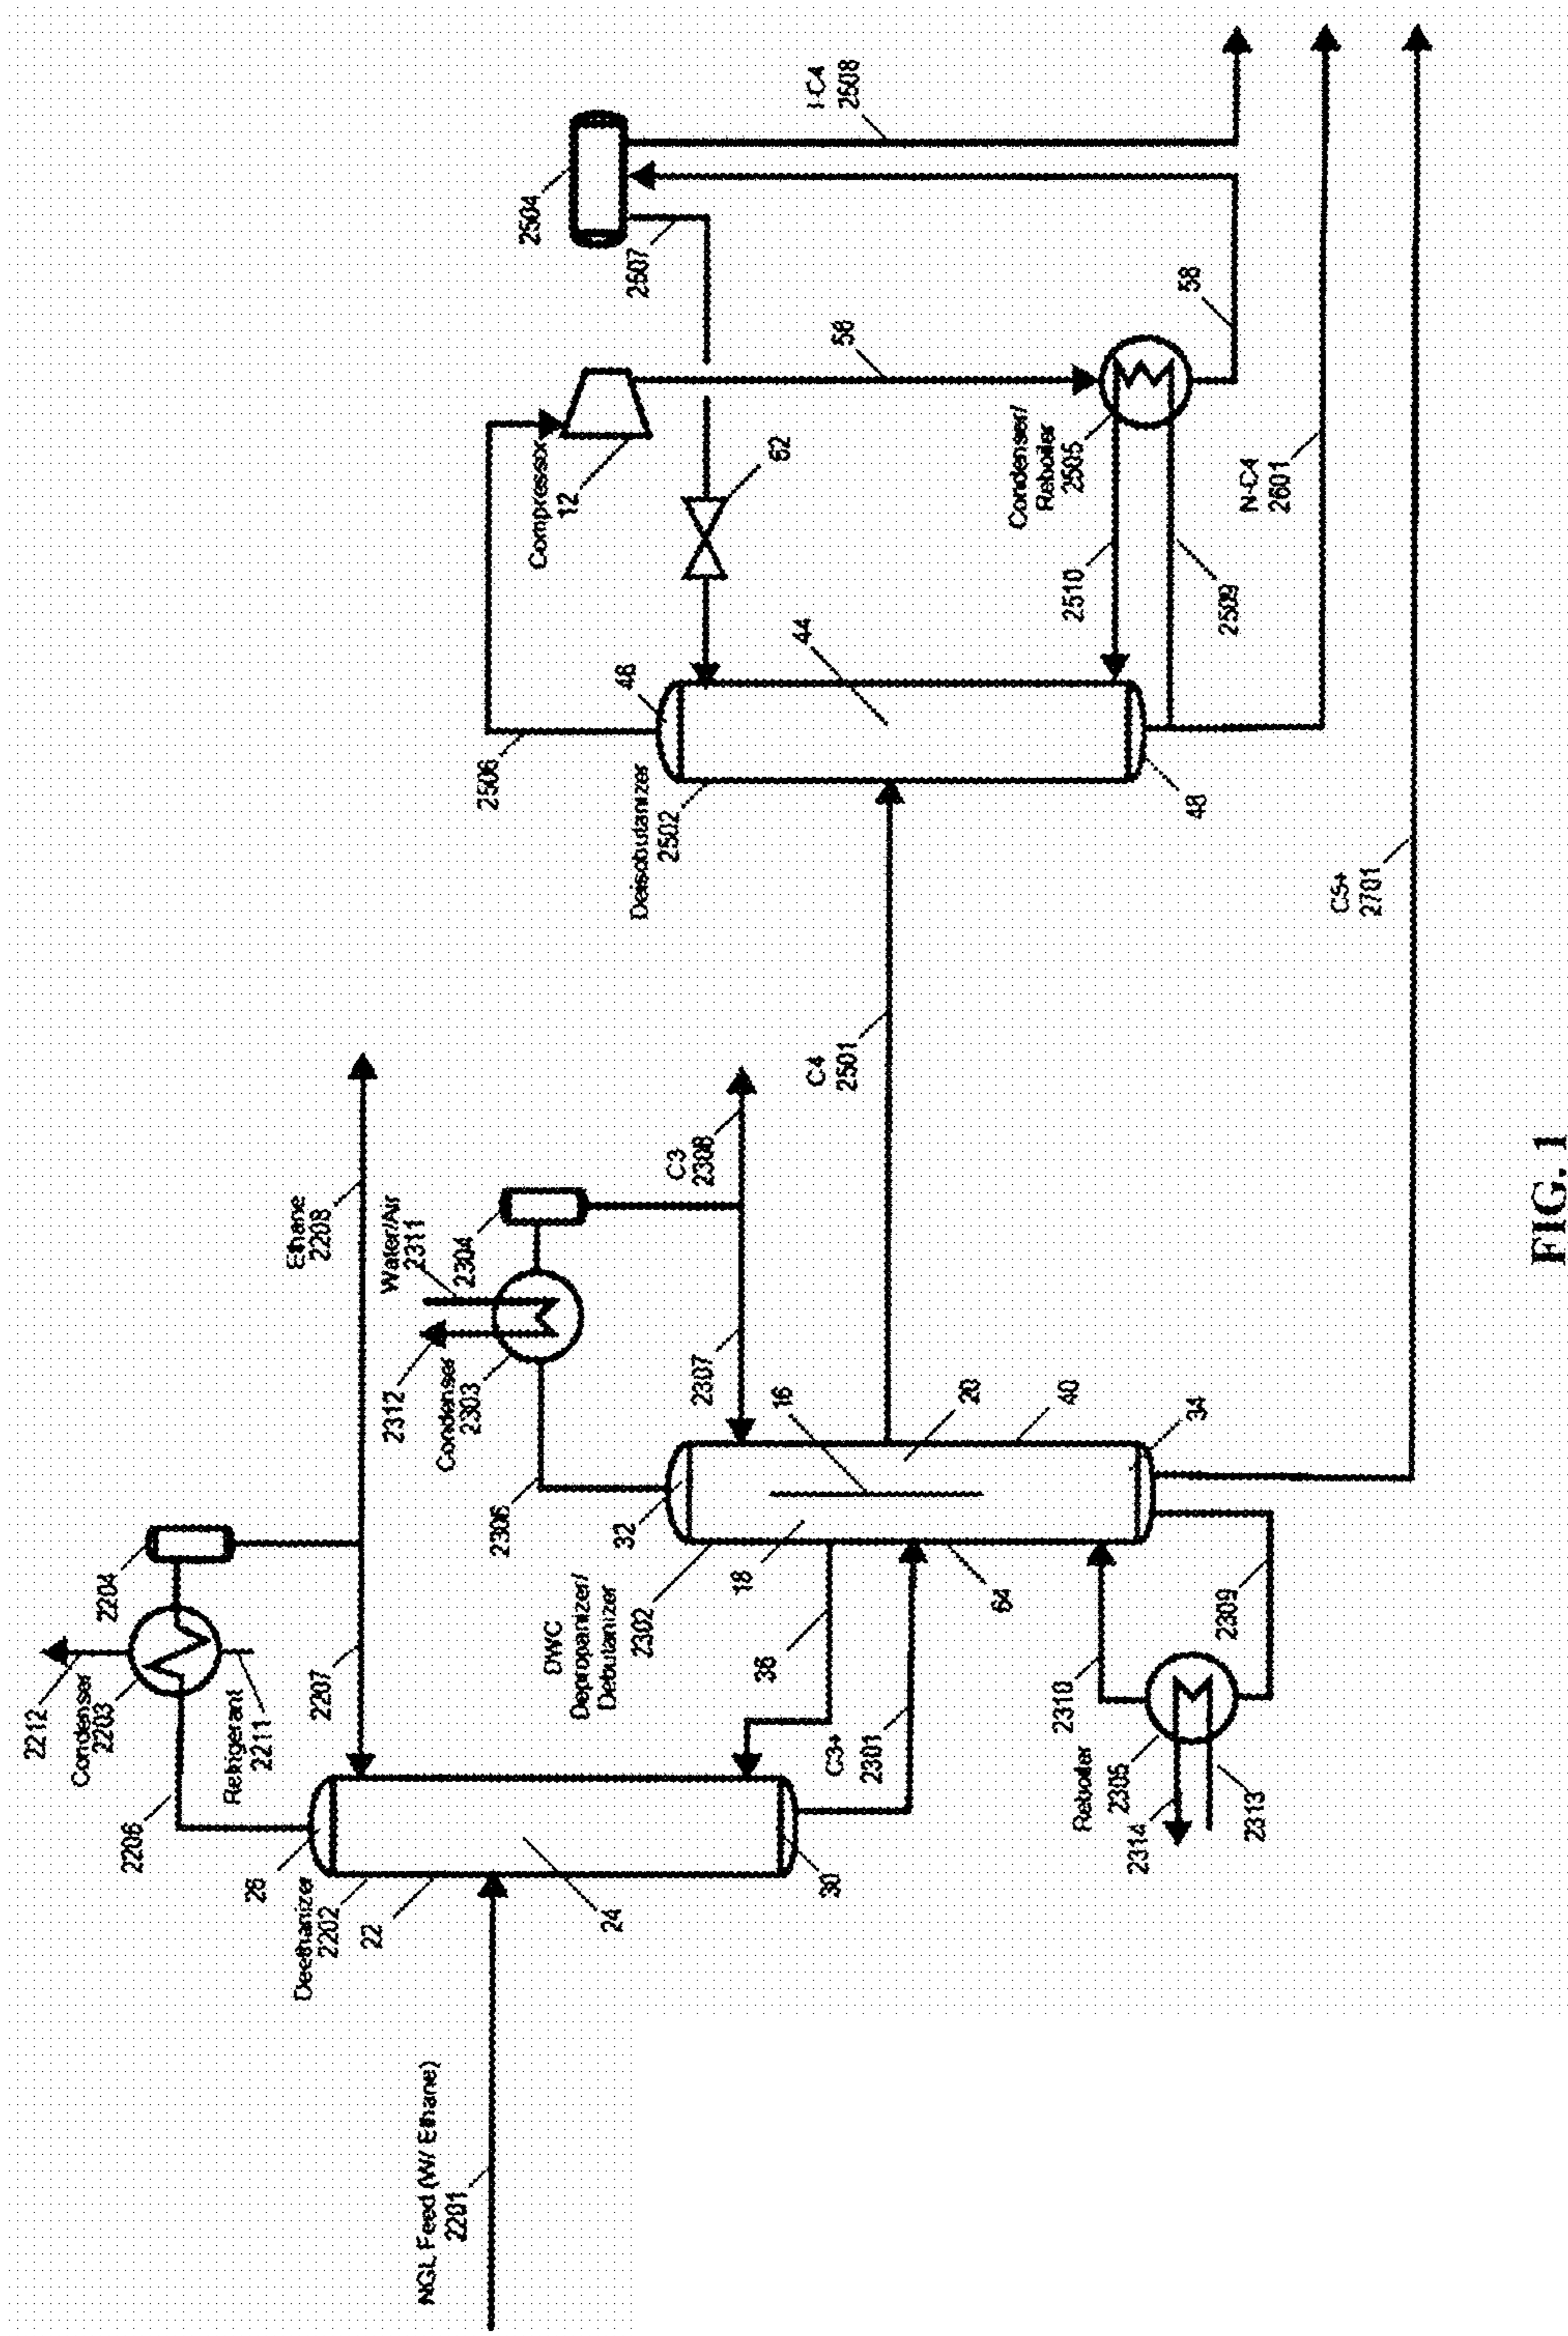 NGL Feed (W/ Ethane)
2201
2212
Condenser
2203
2204
2206
Refrigerant
2211
2207
Ethane
2208
28
Deethanizer
2202
22
24
30
C3+
2301
38
2312
Condenser
2303
Water/Air
2311
2304
2306
2307
C3
2308
DWC
Depropanizer/
Debutanizer
2302
32
18
16
20
40
34
64
Reboiler
2305
2310
2309
2314
2313
C4
2501
2506
Deisobutanizer
2502
48
44
48
Compressor
12
62
2504
2507
58
Condenser/
Reboiler
2505
2510
2509
58
I-C4
2508
N-C4
2601
C5+
2701
FIG. 1